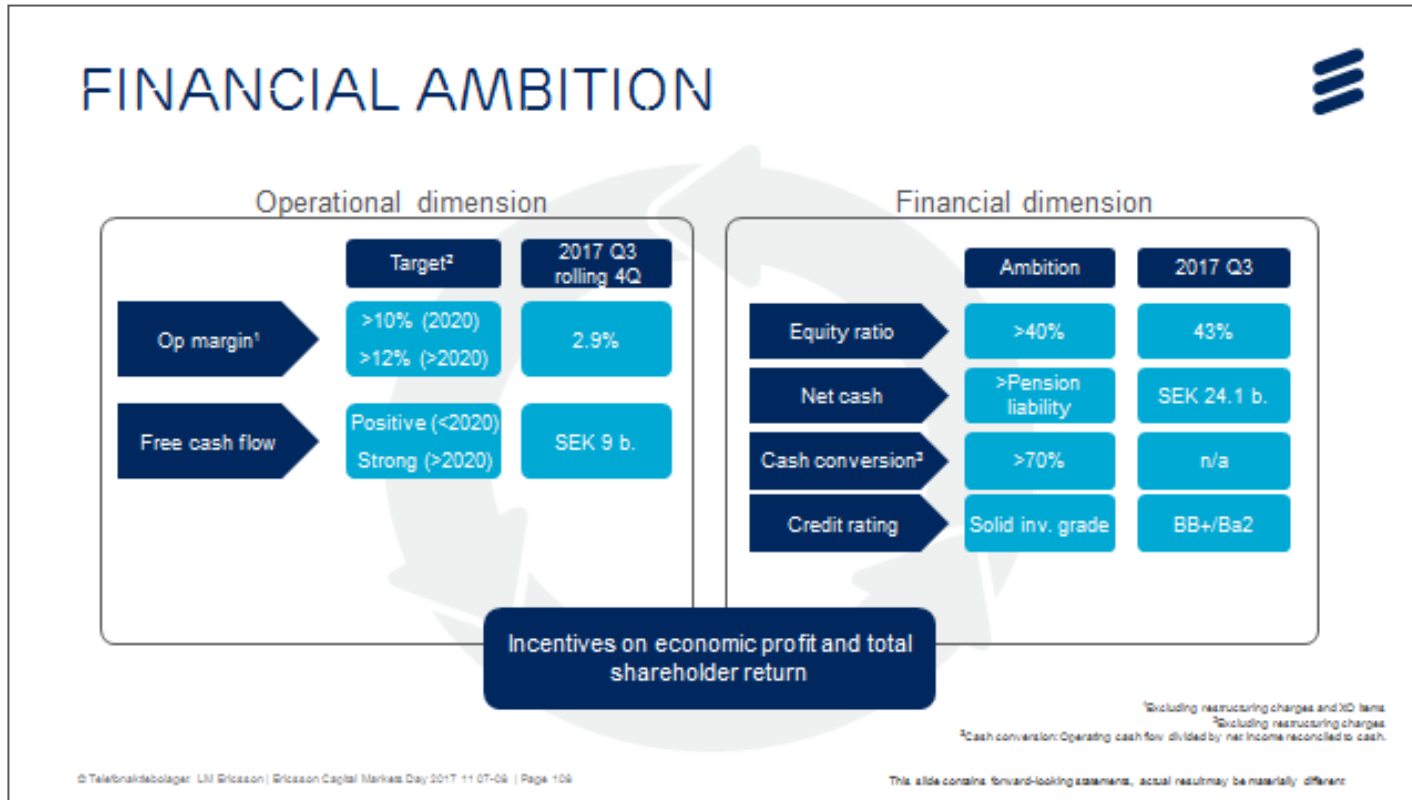 FINANCIAL AMBITION
Operational dimension
Target²
2017 Q3
rolling 4Q
Op margin¹
>10% (2020)
>12% (>2020)
2.9%
Free cash flow
Positive (<2020)
Strong (>2020)
SEK 9 b.
Financial dimension
Ambition
2017 Q3
Equity ratio
>40%
43%
Net cash
>Pension
liability
SEK 24.1 b.
Cash conversion³
>70%
n/a
Credit rating
Solid inv. grade
BB+/Ba2
Incentives on economic profit and total
shareholder return
¹Excluding restructuring charges and XO items
²Excluding restructuring charges
³Cash conversion: Operating cash flow divided by net income reconciled to cash.
© Telefonaktiebolaget LM Ericsson | Ericsson Capital Markets Day 2017 11 07-08 | Page 108
This slide contains forward-looking statements, actual result may be materially different